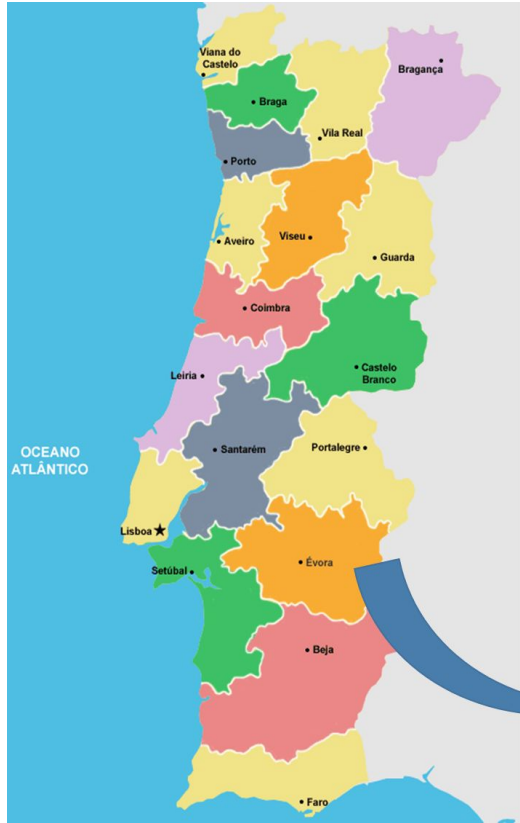 Viana do
Castelo
Bragança
Braga
Vila Real
Porto
Aveiro
Viseu
Guarda
Coimbra
Castelo
Branco
Leiria
Santarém
Portalegre
OCEANO
ATLÂNTICO
Lisboa
Évora
Setúbal
Beja
Faro